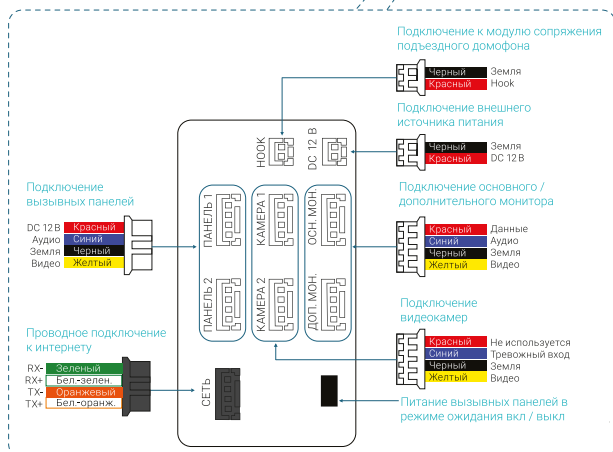 Подключение к модулю сопряжения
подъездного домофона
Черный Земля
Красный Hook
Подключение внешнего
источника питания
Черный Земля
Красный DC 12 В
HOOK
DC 12 В
Подключение
вызывных панелей
DC 12 В Красный
Аудио Синий
Земля Черный
Видео Желтый
ПАНЕЛЬ 1
КАМЕРА 1
ОСН. МОН.
Подключение основного /
дополнительного монитора
Красный Данные
Синий Аудио
Черный Земля
Желтый Видео
ПАНЕЛЬ 2
КАМЕРА 2
ДОП. МОН.
Проводное подключение
к интернету
RX- Зеленый
RX+ Бел.-зелен.
TX- Оранжевый
TX+ Бел.-оранж.
СЕТЬ
Подключение
видеокамер
Красный Не используется
Синий Тревожный вход
Черный Земля
Желтый Видео
Питание вызывных панелей в
режиме ожидания вкл / выкл